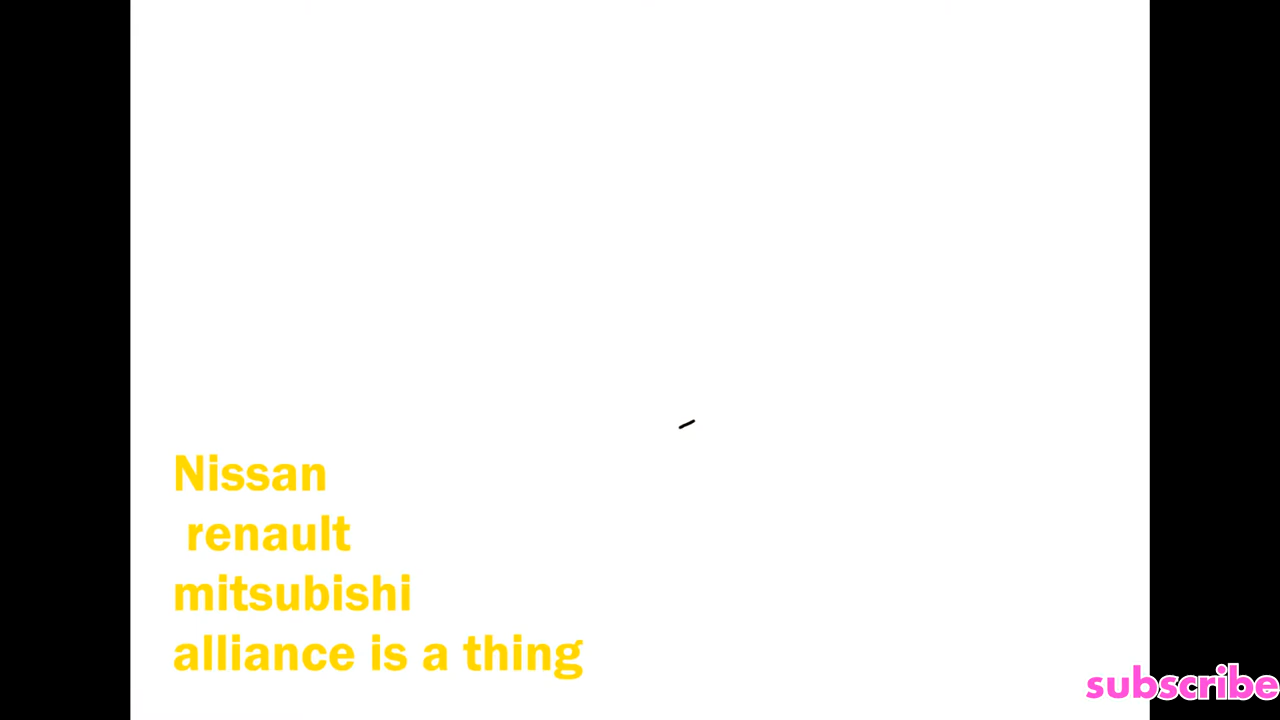 Nissan
renault
mitsubishi
alliance is a thing
subscribe